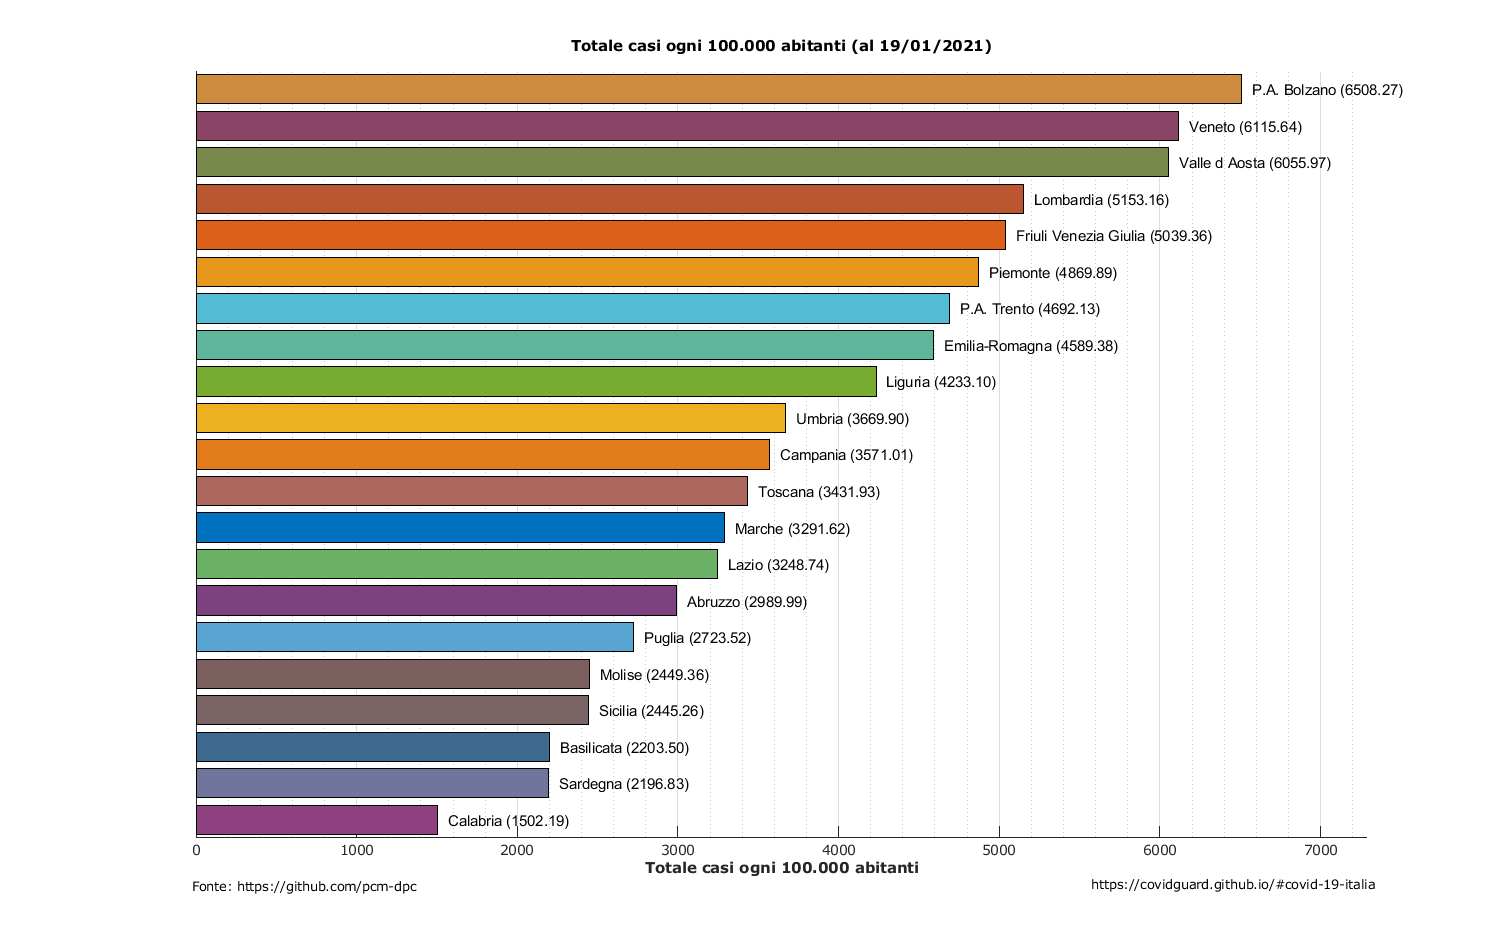 Totale casi ogni 100.000 abitanti (al 19/01/2021)
P.A. Bolzano (6508.27)
Veneto (6115.64)
Valle d Aosta (6055.97)
Lombardia (5153.16)
Friuli Venezia Giulia (5039.36)
Piemonte (4869.89)
P.A. Trento (4692.13)
Emilia-Romagna (4589.38)
Liguria (4233.10)
Umbria (3669.90)
Campania (3571.01)
Toscana (3431.93)
Marche (3291.62)
Lazio (3248.74)
Abruzzo (2989.99)
Puglia (2723.52)
Molise (2449.36)
Sicilia (2445.26)
Basilicata (2203.50)
Sardegna (2196.83)
Calabria (1502.19)
0 1000 2000 3000 4000 5000 6000 7000
Totale casi ogni 100.000 abitanti
Fonte: https://github.com/pcm-dpc
https://covidguard.github.io/#covid-19-italia